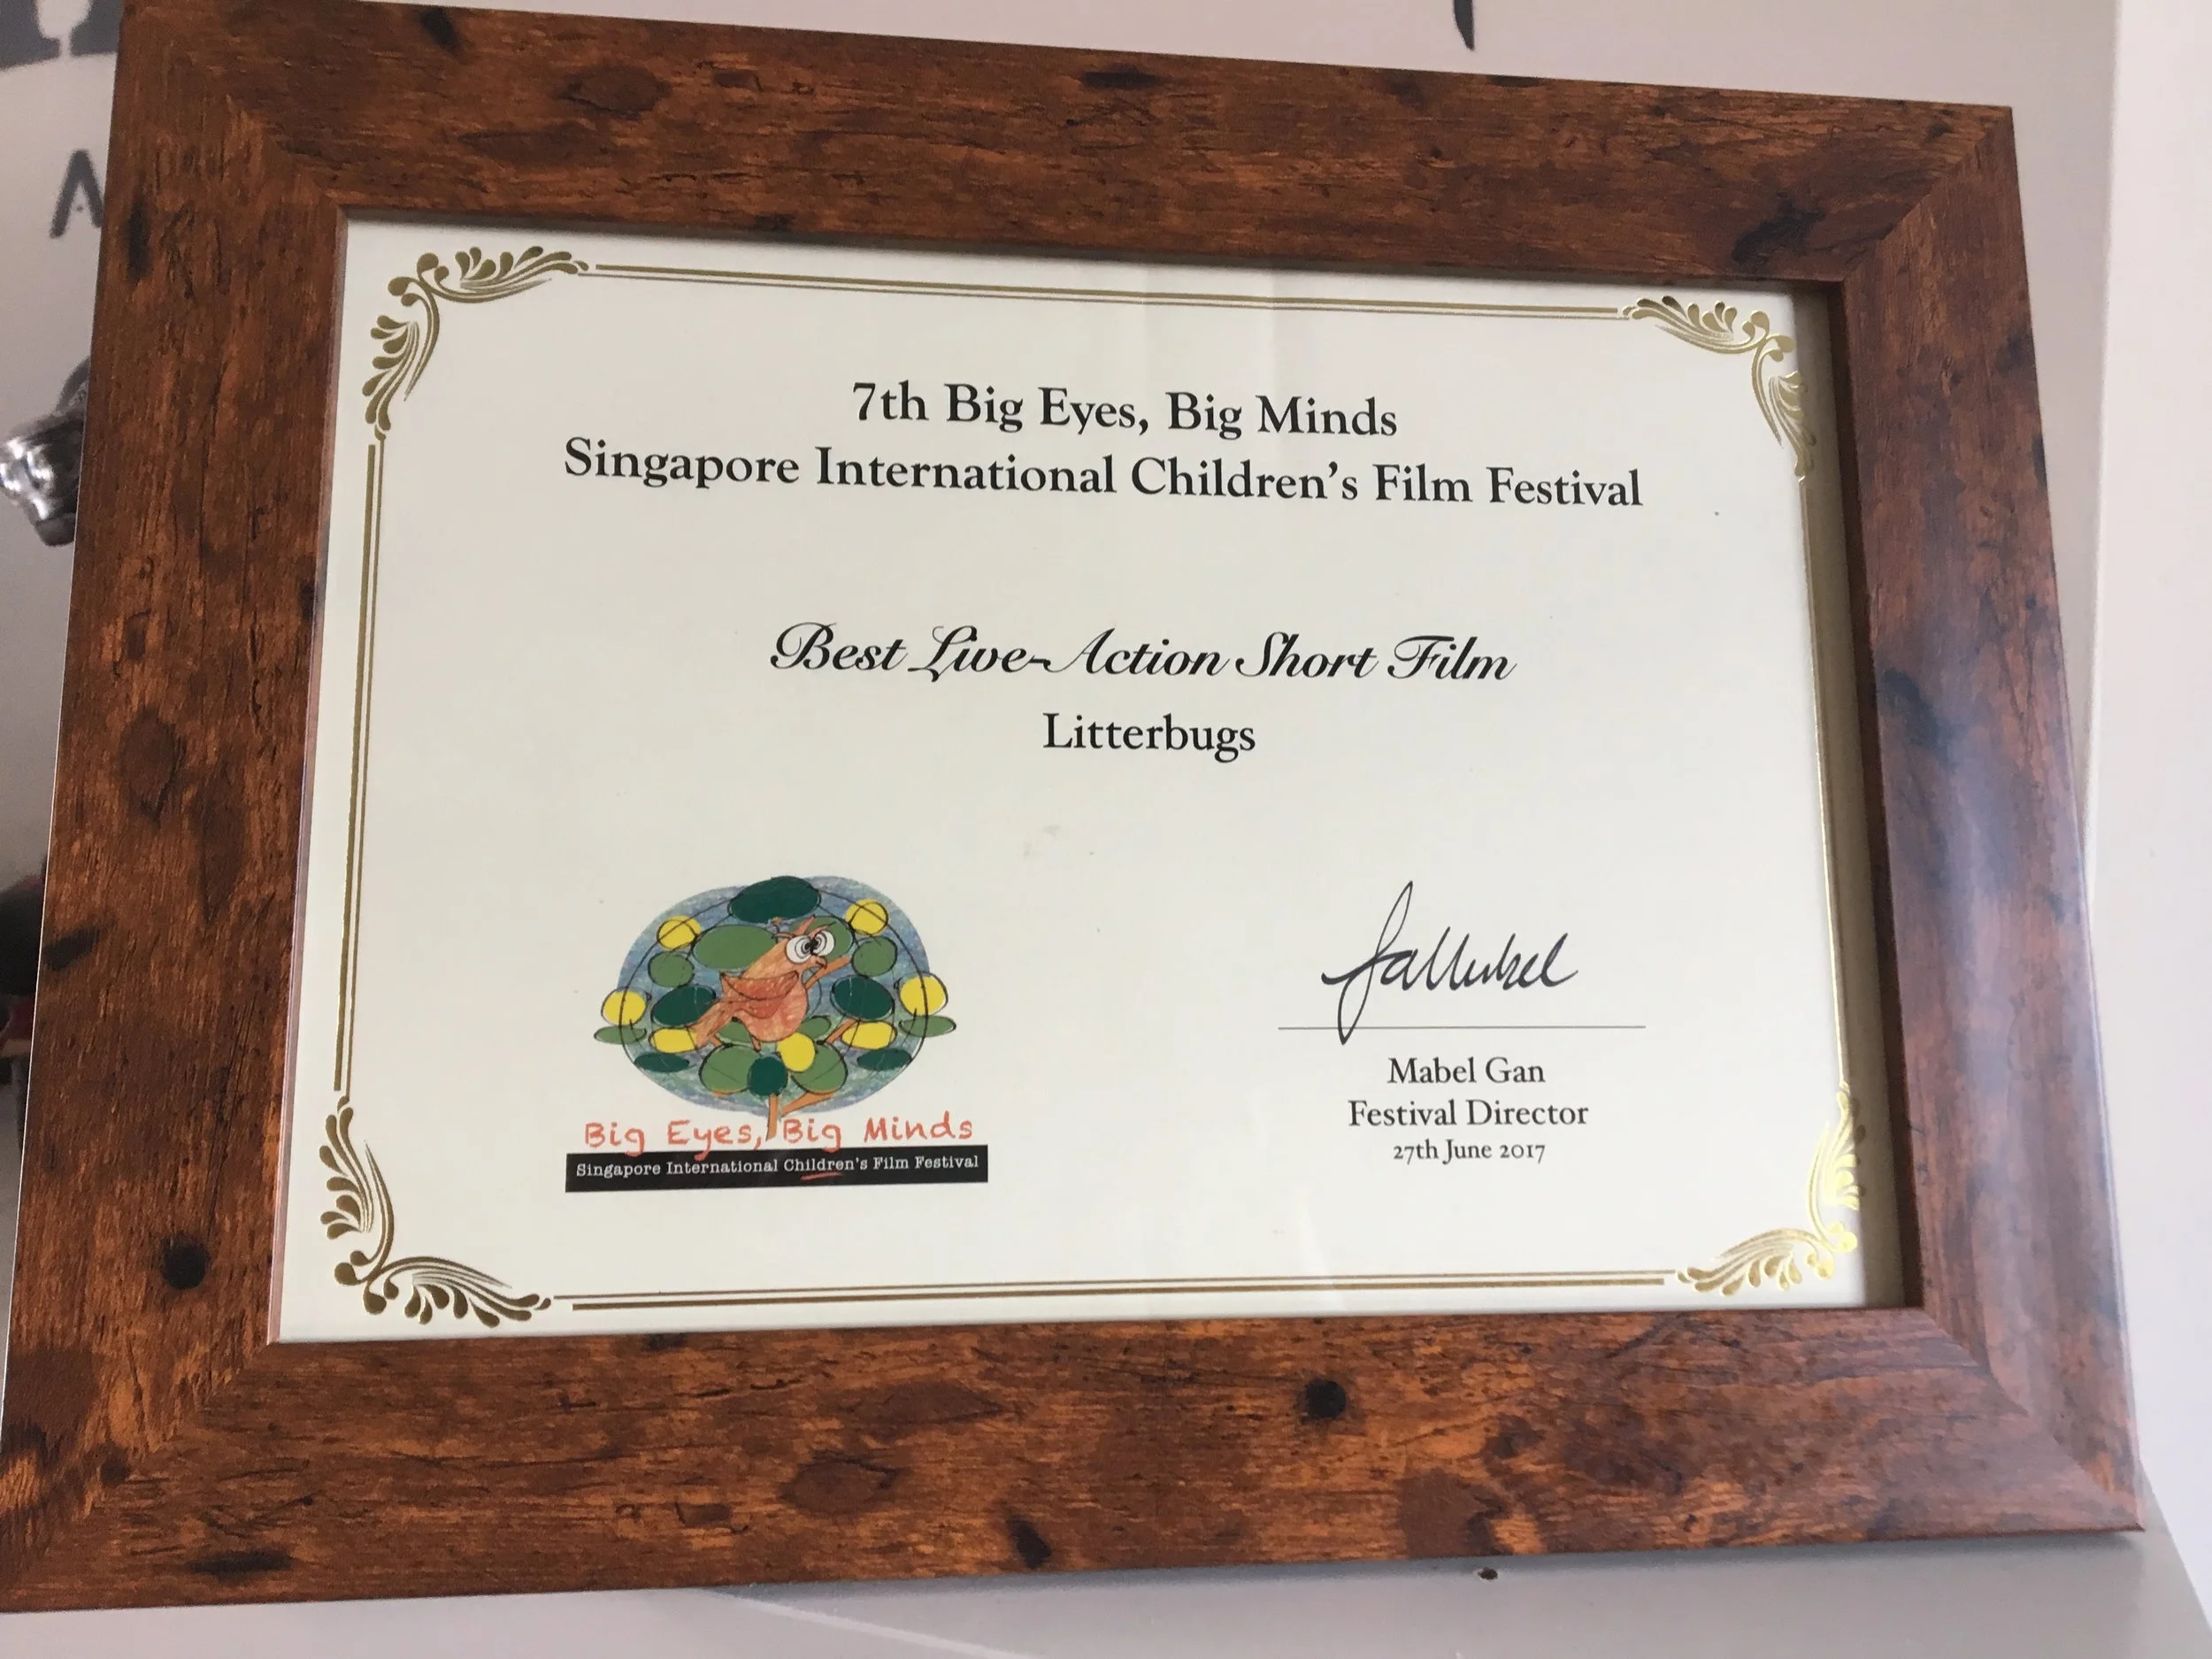 7th Big Eyes, Big Minds
Singapore International Children's Film Festival
Best Live-Action Short Film
Litterbugs
Big Eyes, Big Minds
Singapore International Children's Film Festival
Mabel Gan
Festival Director
27th June 2017